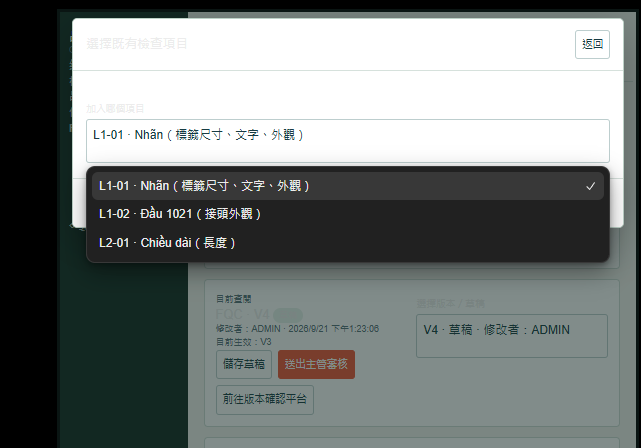 選擇既有檢查項目
返回
加入哪個項目
L1-01 · Nhãn（標籤尺寸、文字、外觀）
L1-01 · Nhãn（標籤尺寸、文字、外觀）
L1-02 · Đầu 1021（接頭外觀）
L2-01 · Chiều dài（長度）
目前查閱
FQC · V4
修改者：ADMIN · 2026/9/21 下午1:23:06
目前生效：V3
儲存草稿
送出主管審核
前往版本確認平台
V4 · 草稿 · 修改者：ADMIN